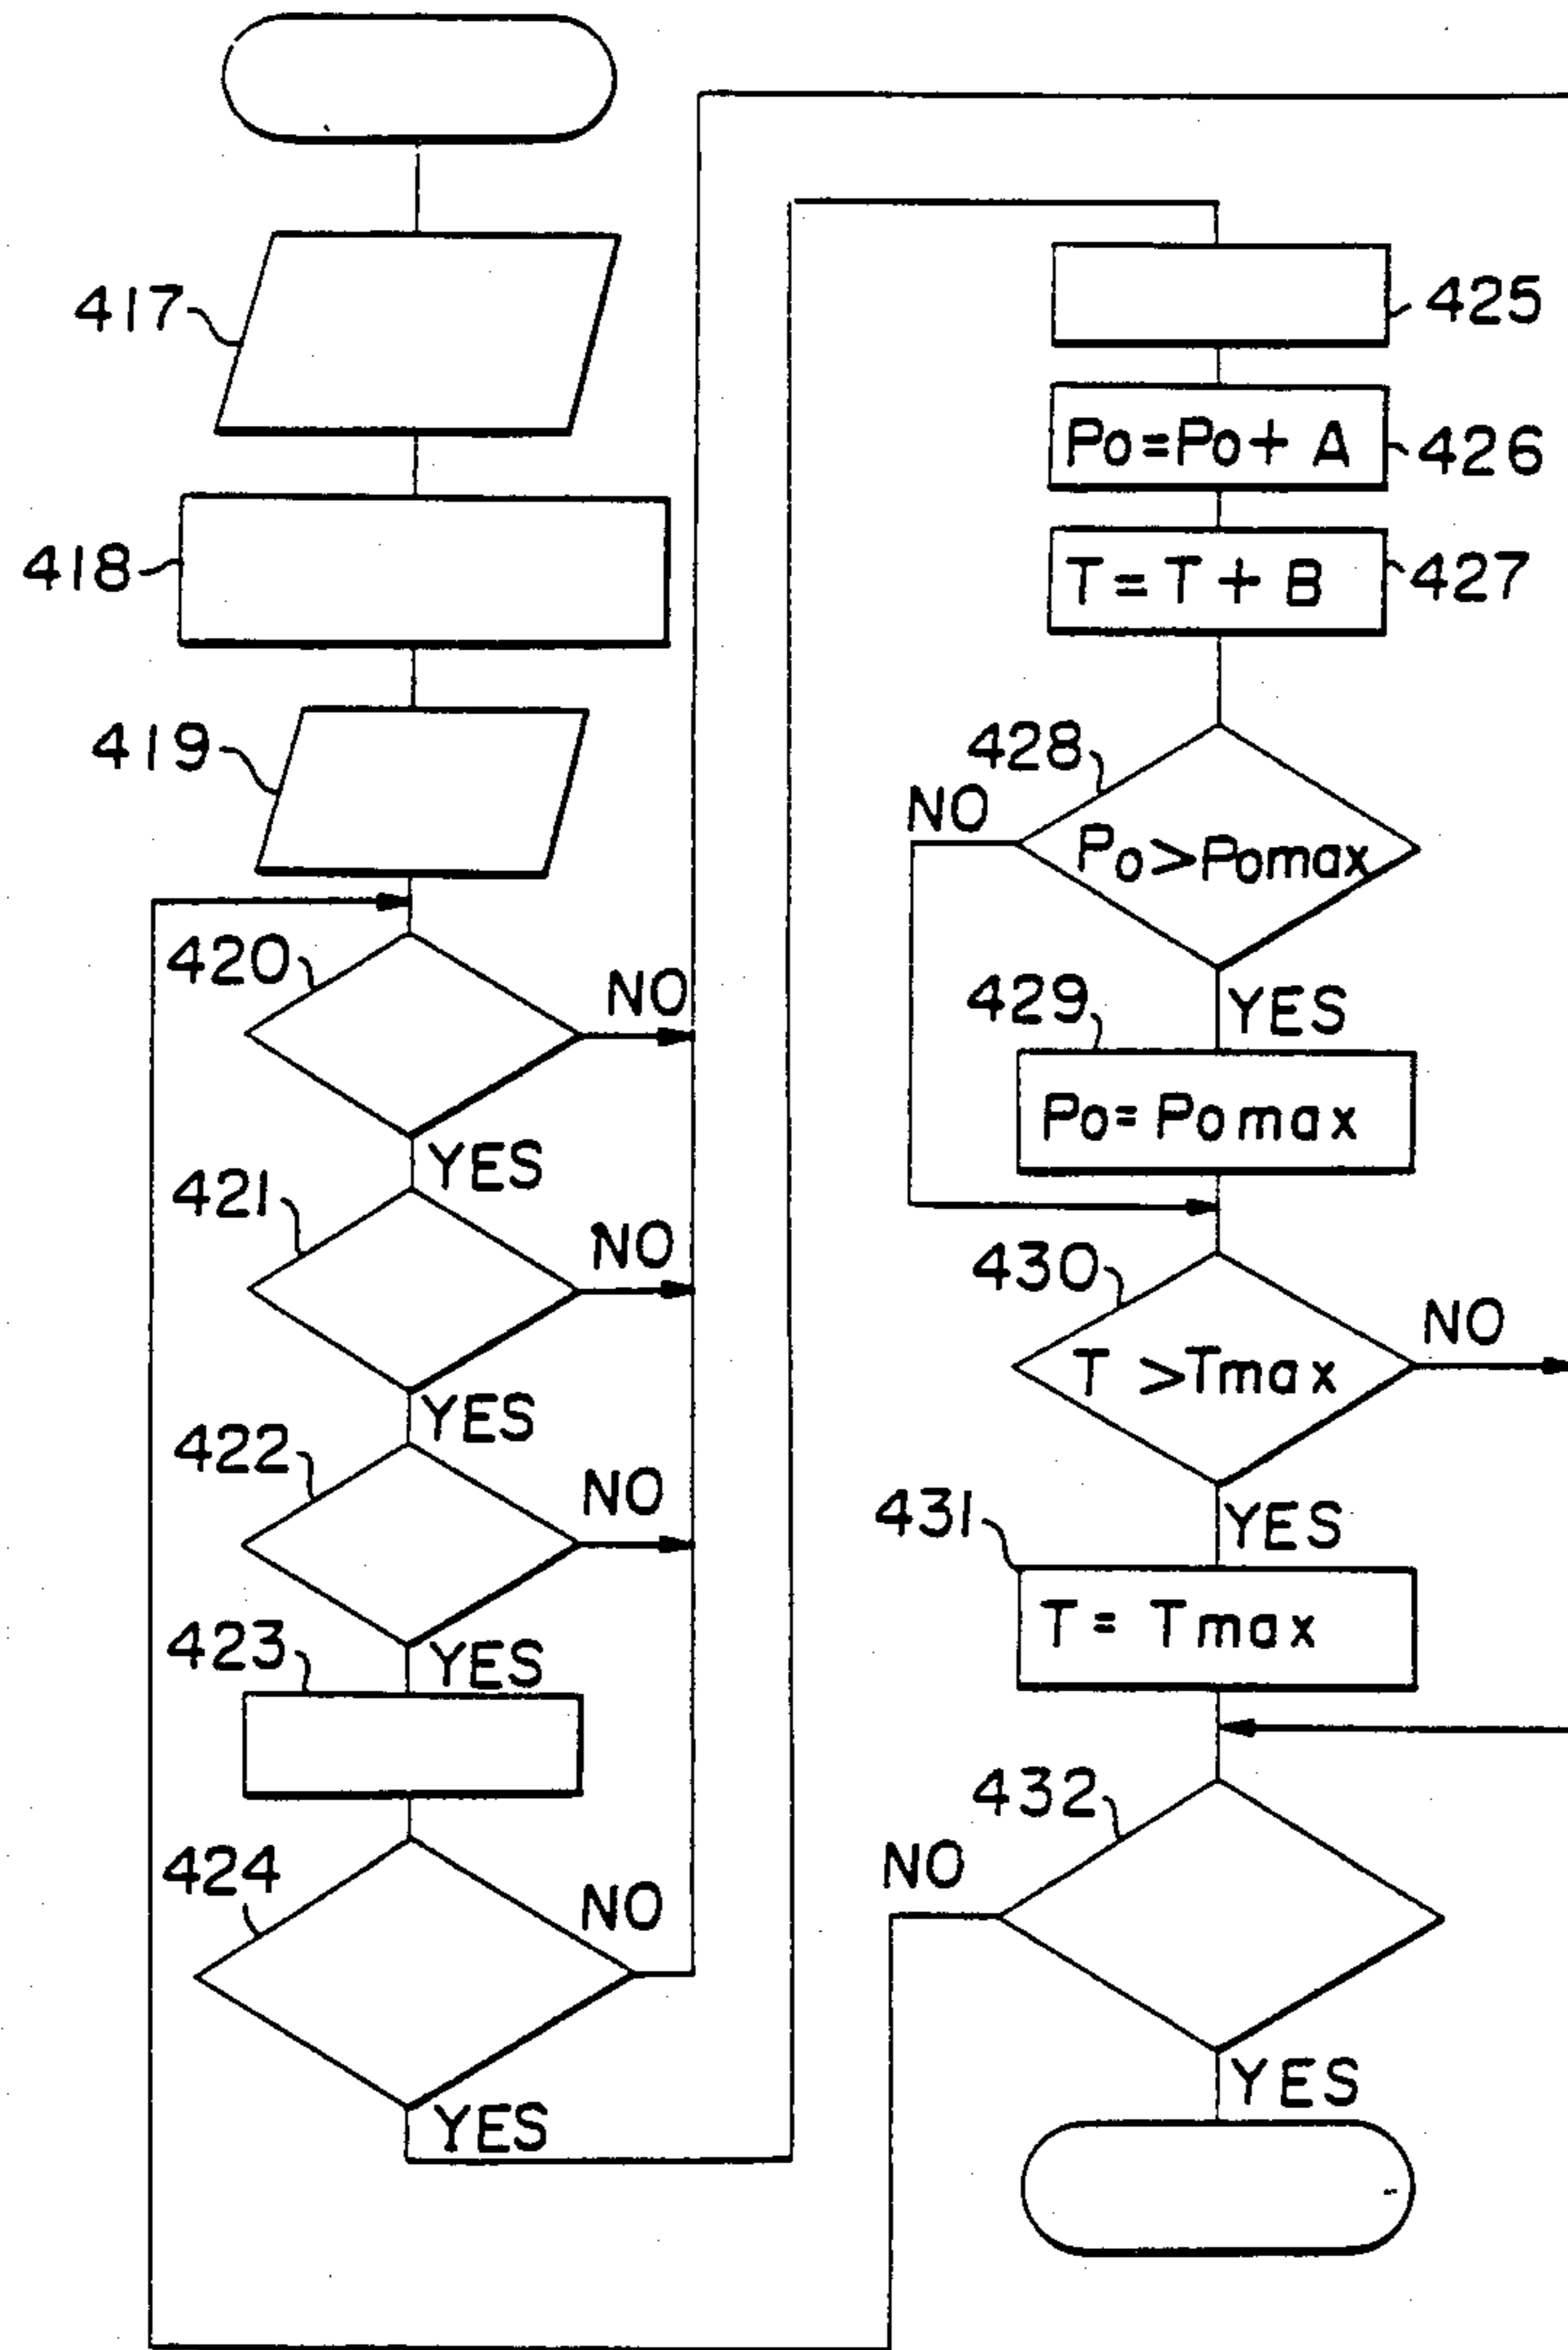 417
418
419
420
NO
YES
421
NO
YES
422
NO
YES
423
424
NO
YES
425
Po=Po+ A
426
T=T+B
427
428
NO
Po>Pomax
YES
429
Po=Pomax
430
NO
T >Tmax
YES
431
T= Tmax
432
NO
YES